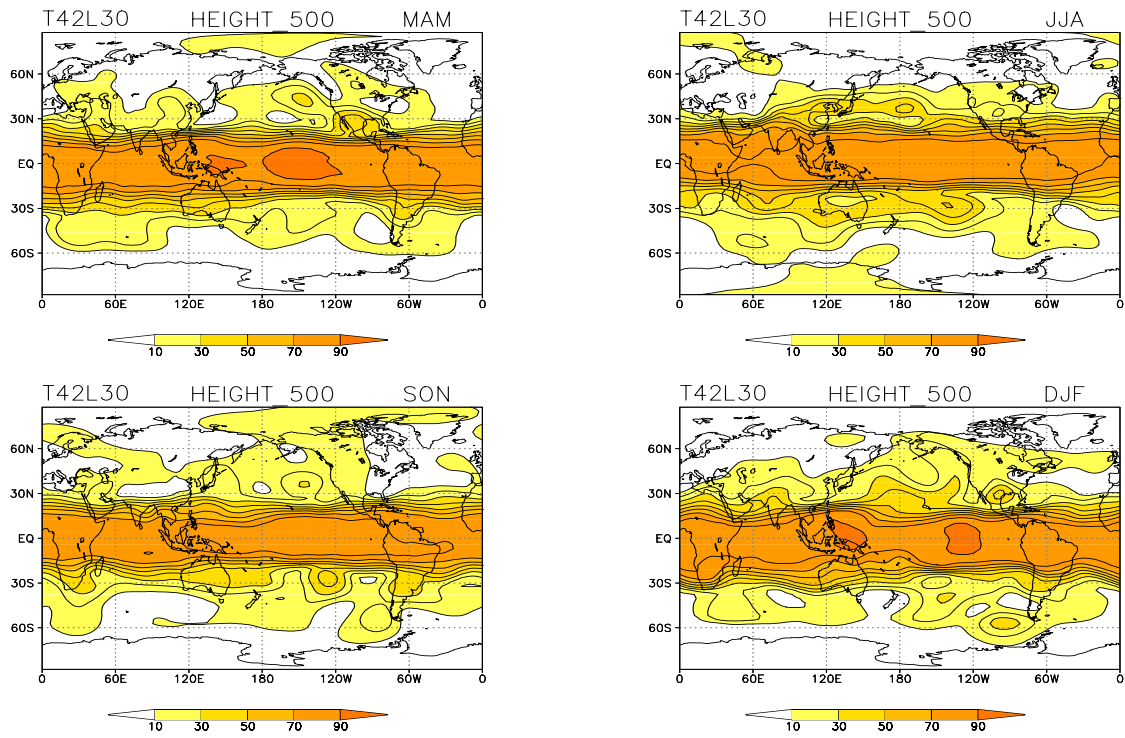 T42L30 HEIGHT_500 MAM
60N
30N
EQ
30S
60S
0 60E 120E 180 120W 60W 0
10 30 50 70 90
T42L30 HEIGHT_500 JJA
60N
30N
EQ
30S
60S
0 60E 120E 180 120W 60W 0
10 30 50 70 90
T42L30 HEIGHT_500 SON
60N
30N
EQ
30S
60S
0 60E 120E 180 120W 60W 0
10 30 50 70 90
T42L30 HEIGHT_500 DJF
60N
30N
EQ
30S
60S
0 60E 120E 180 120W 60W 0
10 30 50 70 90